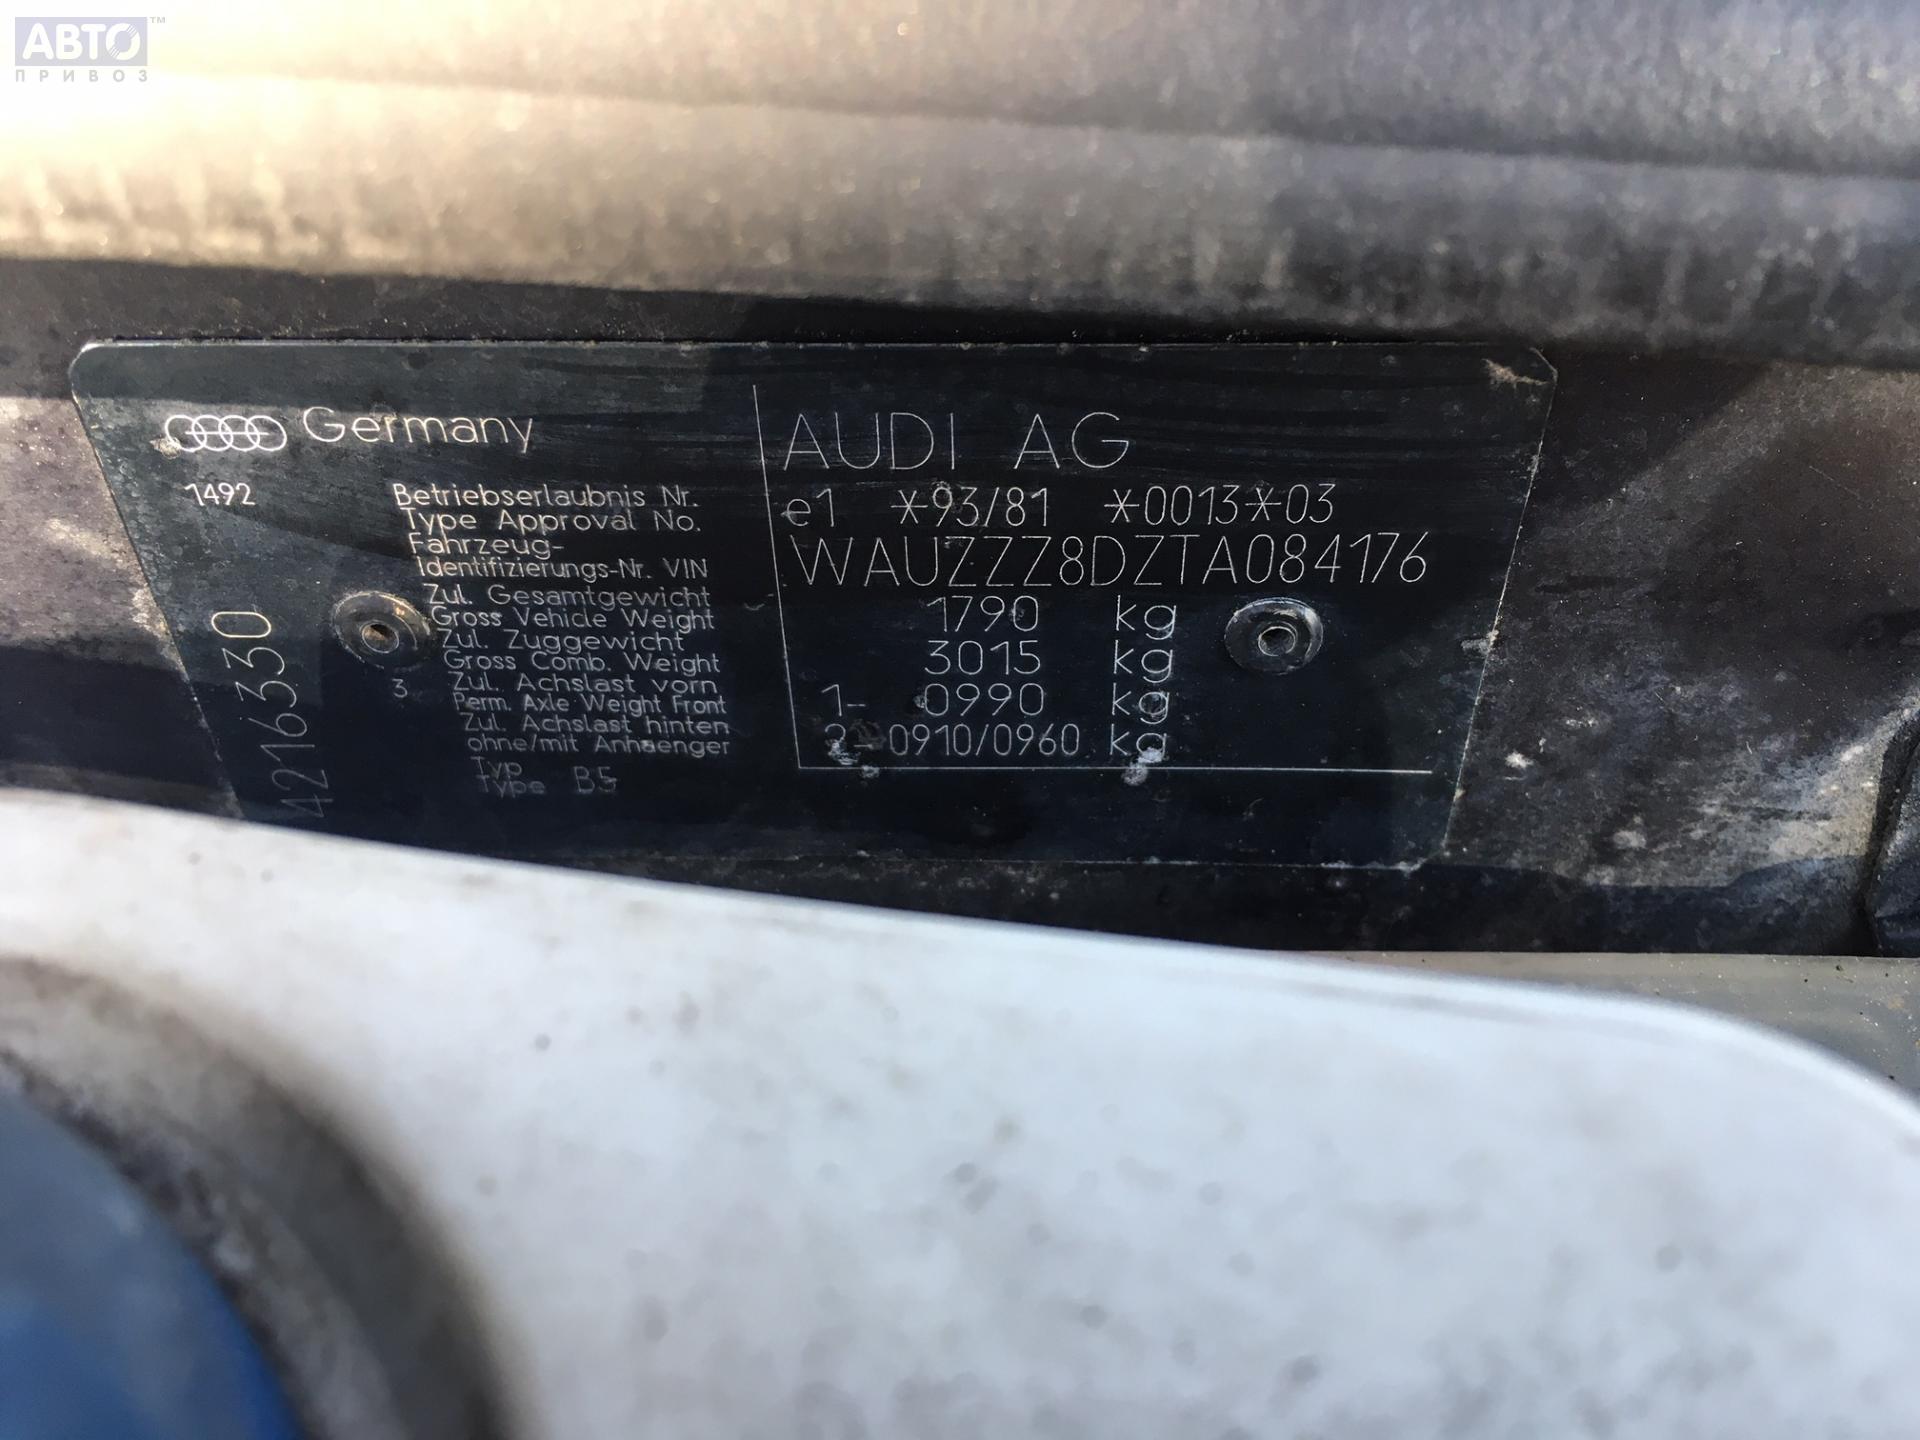 АВТО™
ПРИВОЗ
Germany
1492
AUDI AG
Betriebserlaubnis Nr.
Type Approval No.
e1 *93/81 *0013*03
Fahrzeug-
Identifizierungs-Nr. VIN
WAUZZZ8DZTA084176
Zul. Gesamtgewicht
Gross Vehicle Weight
1790 kg
Zul. Zuggewicht
Gross Comb. Weight
3015 kg
3
Zul. Achslast vorn
Perm. Axle Weight Front
1- 0990 kg
Zul. Achslast hinten
ohne/mit Anhaenger
2- 0910/0960 kg
Typ
Type B5
4216330